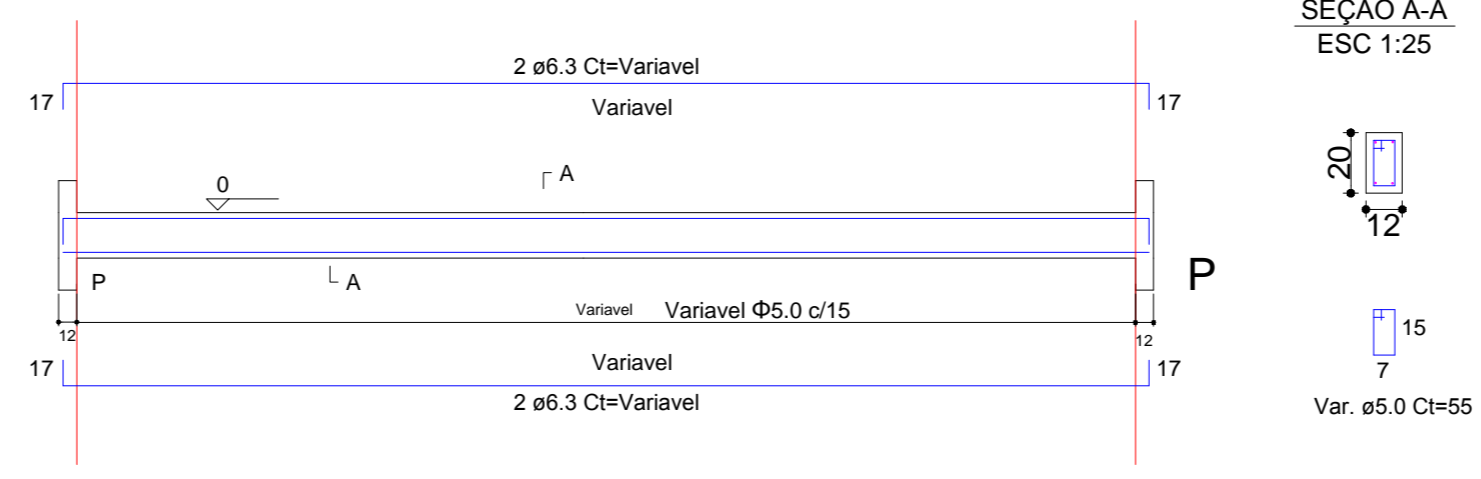 SEÇÃO A-A
ESC 1:25
2 ø6.3 Ct=Variavel
17
Variavel
17
A
0
20
12
P
A
P
Variavel
Variavel Φ5.0 c/15
12
12
15
7
17
Variavel
17
2 ø6.3 Ct=Variavel
Var. ø5.0 Ct=55